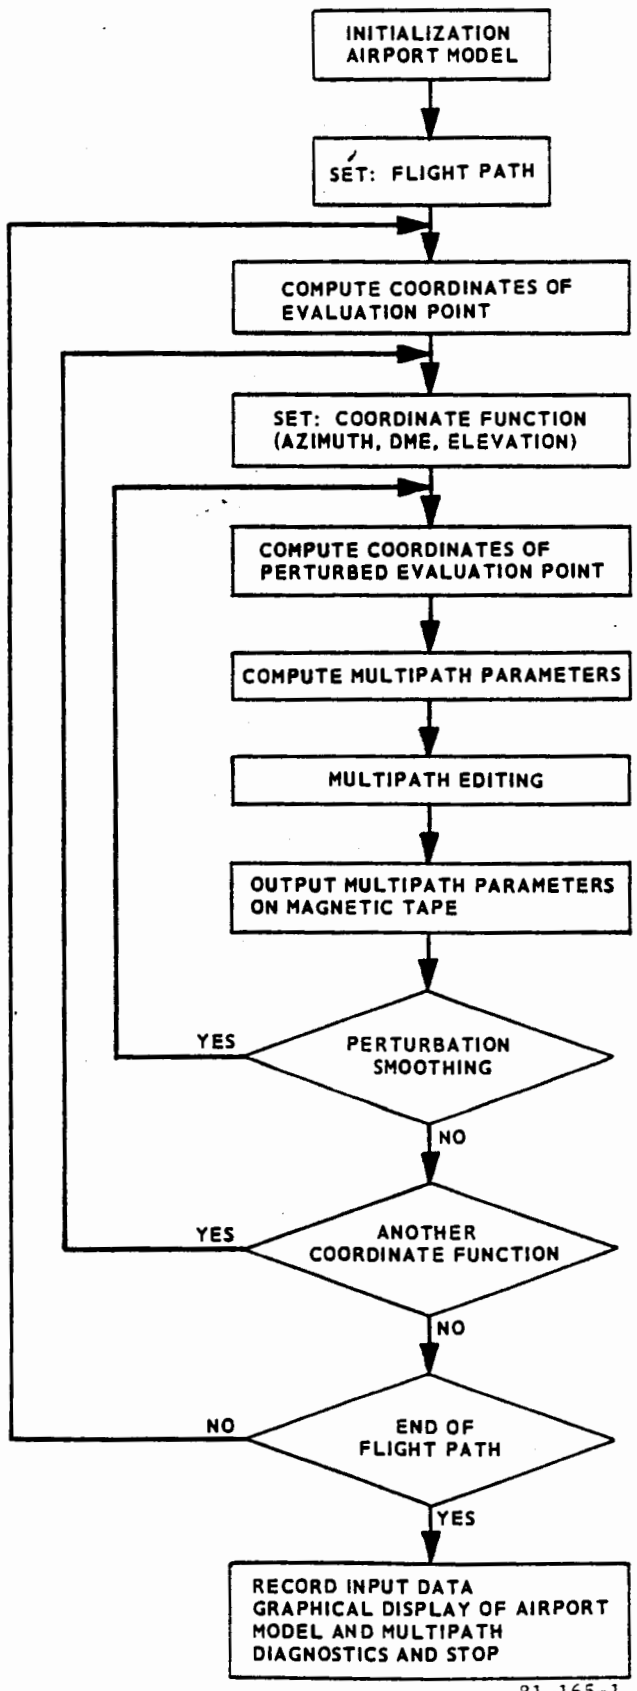 INITIALIZATION
AIRPORT MODEL
SET: FLIGHT PATH
COMPUTE COORDINATES OF
EVALUATION POINT
SET: COORDINATE FUNCTION
(AZIMUTH, DME, ELEVATION)
COMPUTE COORDINATES OF
PERTURBED EVALUATION POINT
COMPUTE MULTIPATH PARAMETERS
MULTIPATH EDITING
OUTPUT MULTIPATH PARAMETERS
ON MAGNETIC TAPE
YES
PERTURBATION
SMOOTHING
NO
YES
ANOTHER
COORDINATE FUNCTION
NO
NO
END OF
FLIGHT PATH
YES
RECORD INPUT DATA
GRAPHICAL DISPLAY OF AIRPORT
MODEL AND MULTIPATH
DIAGNOSTICS AND STOP